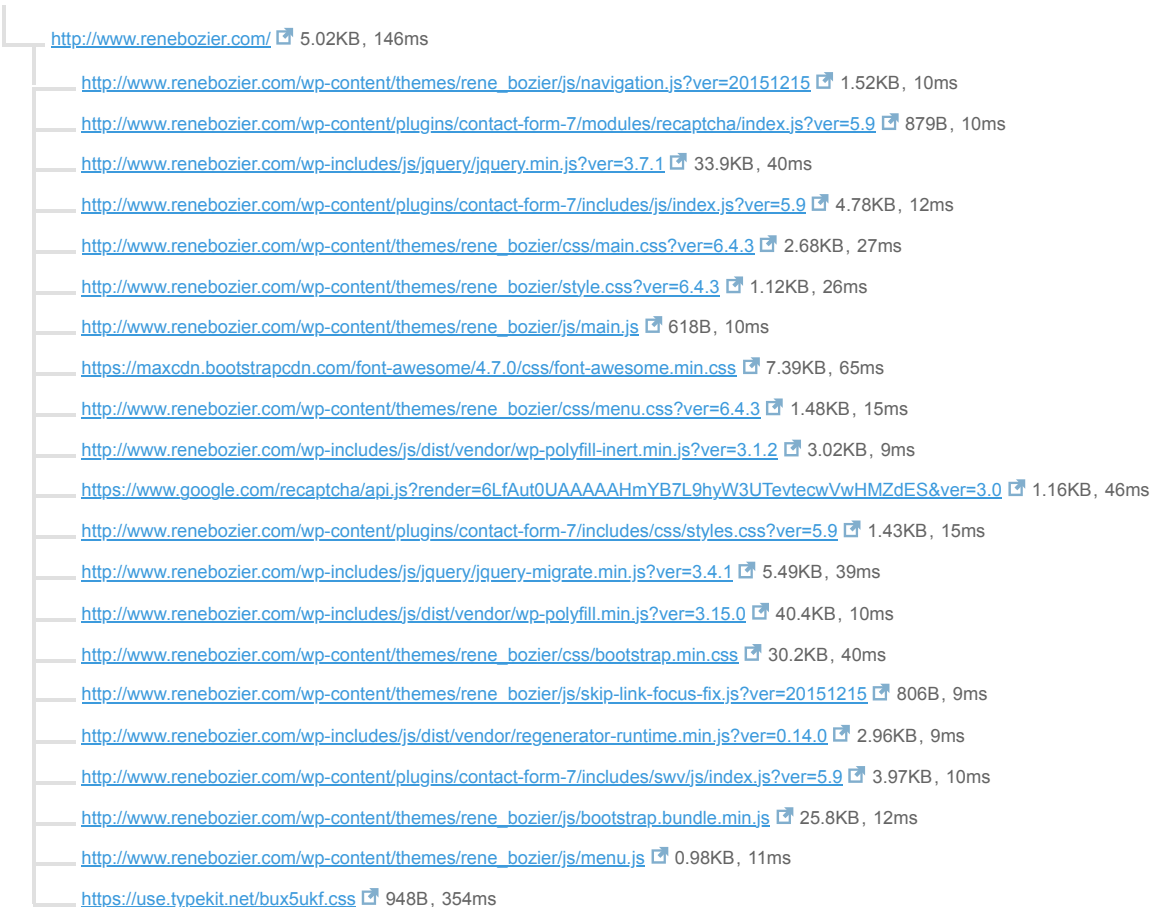 http://www.renebozier.com/ 5.02KB, 146ms
http://www.renebozier.com/wp-content/themes/rene_bozier/js/navigation.js?ver=20151215 1.52KB, 10ms
http://www.renebozier.com/wp-content/plugins/contact-form-7/modules/recaptcha/index.js?ver=5.9 879B, 10ms
http://www.renebozier.com/wp-includes/js/jquery/jquery.min.js?ver=3.7.1 33.9KB, 40ms
http://www.renebozier.com/wp-content/plugins/contact-form-7/includes/js/index.js?ver=5.9 4.78KB, 12ms
http://www.renebozier.com/wp-content/themes/rene_bozier/css/main.css?ver=6.4.3 2.68KB, 27ms
http://www.renebozier.com/wp-content/themes/rene_bozier/style.css?ver=6.4.3 1.12KB, 26ms
http://www.renebozier.com/wp-content/themes/rene_bozier/js/main.js 618B, 10ms
https://maxcdn.bootstrapcdn.com/font-awesome/4.7.0/css/font-awesome.min.css 7.39KB, 65ms
http://www.renebozier.com/wp-content/themes/rene_bozier/css/menu.css?ver=6.4.3 1.48KB, 15ms
http://www.renebozier.com/wp-includes/js/dist/vendor/wp-polyfill-inert.min.js?ver=3.1.2 3.02KB, 9ms
https://www.google.com/recaptcha/api.js?render=6LfAut0UAAAAAHmYB7L9hyW3UTevtecwVwHMZdES&ver=3.0 1.16KB, 46ms
http://www.renebozier.com/wp-content/plugins/contact-form-7/includes/css/styles.css?ver=5.9 1.43KB, 15ms
http://www.renebozier.com/wp-includes/js/jquery/jquery-migrate.min.js?ver=3.4.1 5.49KB, 39ms
http://www.renebozier.com/wp-includes/js/dist/vendor/wp-polyfill.min.js?ver=3.15.0 40.4KB, 10ms
http://www.renebozier.com/wp-content/themes/rene_bozier/css/bootstrap.min.css 30.2KB, 40ms
http://www.renebozier.com/wp-content/themes/rene_bozier/js/skip-link-focus-fix.js?ver=20151215 806B, 9ms
http://www.renebozier.com/wp-includes/js/dist/vendor/regenerator-runtime.min.js?ver=0.14.0 2.96KB, 9ms
http://www.renebozier.com/wp-content/plugins/contact-form-7/includes/swv/js/index.js?ver=5.9 3.97KB, 10ms
http://www.renebozier.com/wp-content/themes/rene_bozier/js/bootstrap.bundle.min.js 25.8KB, 12ms
http://www.renebozier.com/wp-content/themes/rene_bozier/js/menu.js 0.98KB, 11ms
https://use.typekit.net/bux5ukf.css 948B, 354ms